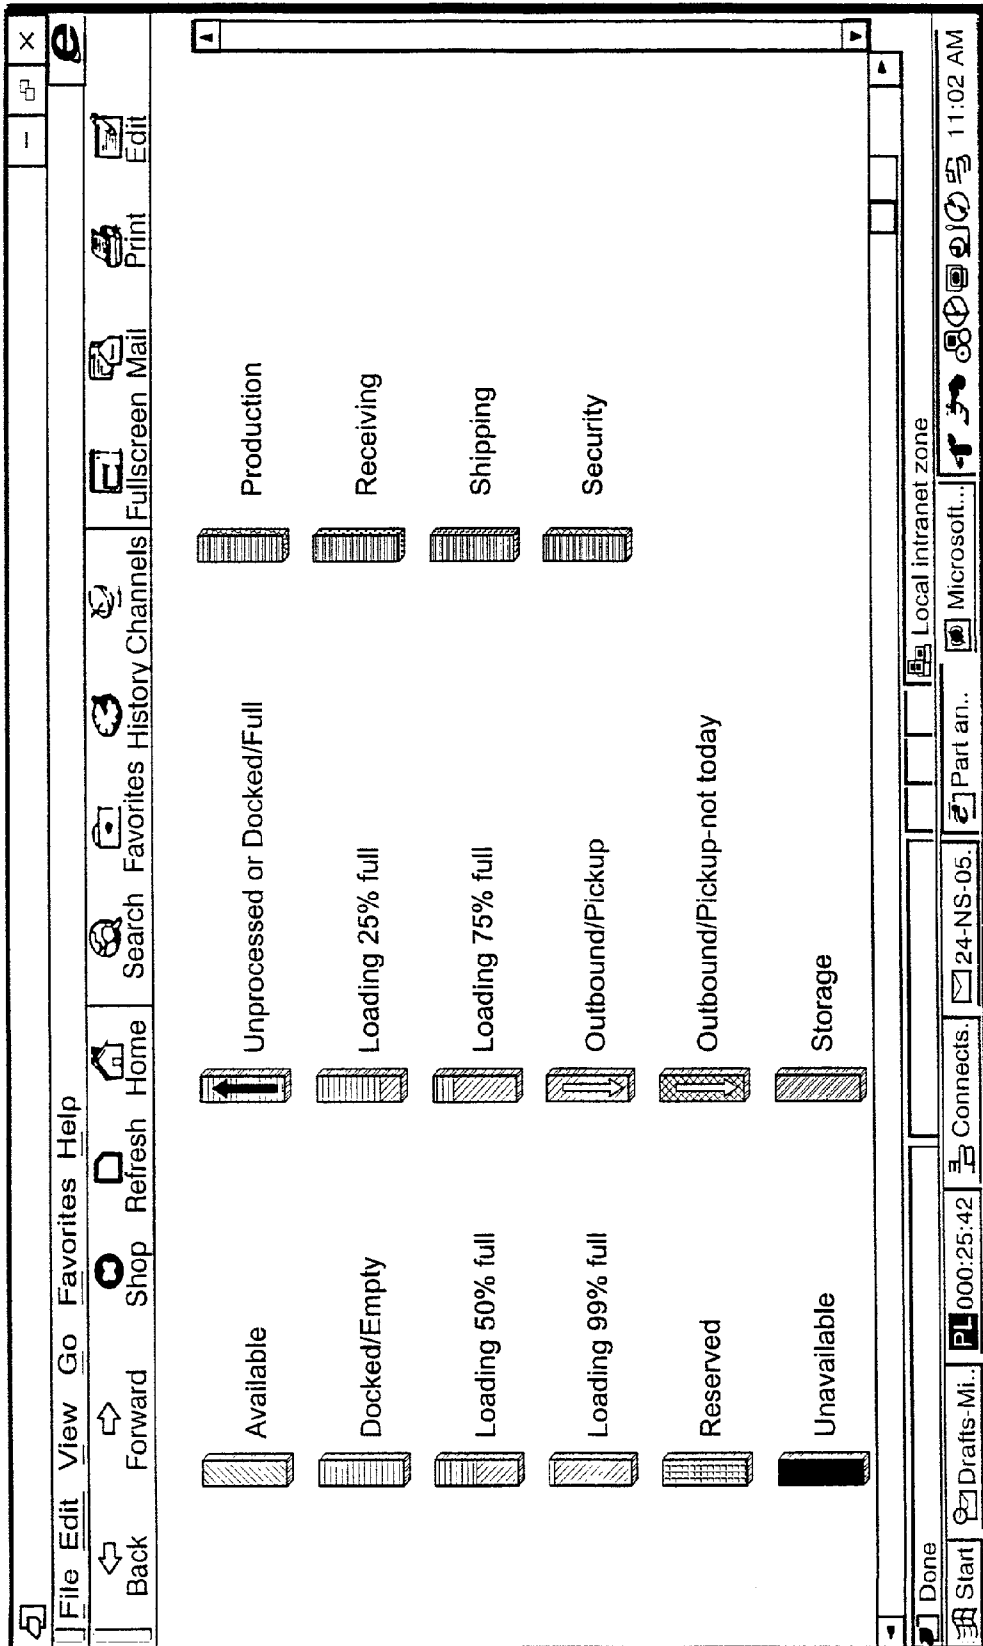 File Edit View Go Favorites Help
Back Forward Shop Refresh Home Search Favorites History Channels Fullscreen Mail Print Edit
Available Unprocessed or Docked/Full Production
Docked/Empty Loading 25% full Receiving
Loading 50% full Loading 75% full Shipping
Loading 99% full Outbound/Pickup Security
Reserved Outbound/Pickup-not today
Unavailable Storage
Done Local intranet zone
Start Drafts-Mi.. PL 000:25:42 Connects. 24-NS-05. Part an.. Microsoft... 11:02 AM